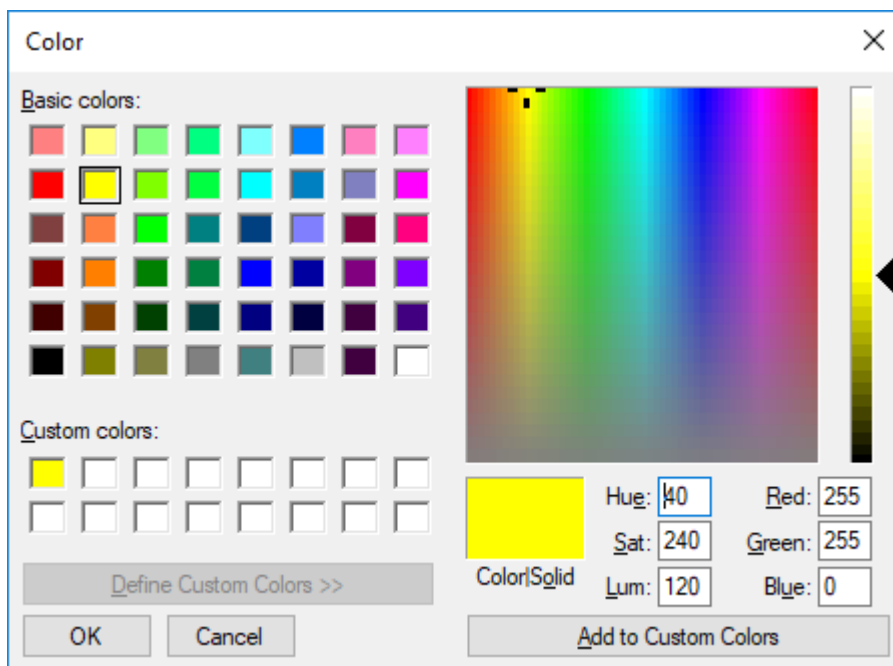 Color
Basic colors:
Custom colors:
Define Custom Colors >>
OK Cancel
Color|Solid
Hue: 40 Red: 255
Sat: 240 Green: 255
Lum: 120 Blue: 0
Add to Custom Colors